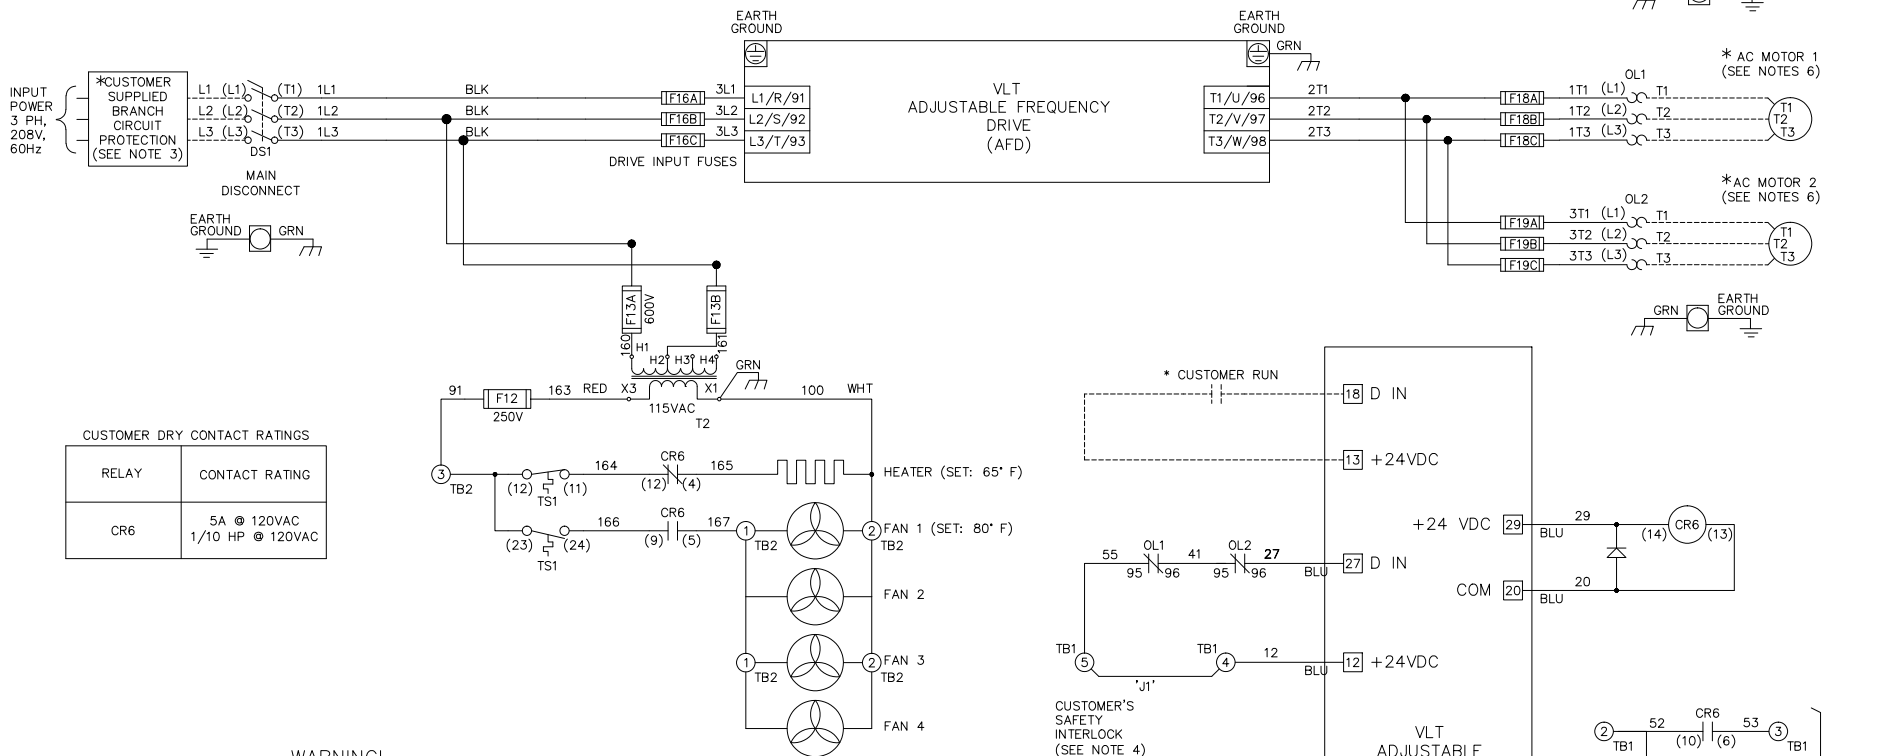 EARTH
GROUND
EARTH
GROUND
GRN
INPUT
POWER
3 PH,
208V,
60Hz
*CUSTOMER
SUPPLIED
BRANCH
CIRCUIT
PROTECTION
(SEE NOTE 3)
L1 (L1) (T1) 1L1 BLK F16A 3L1 L1/R/91
L2 (L2) (T2) 1L2 BLK F16B 3L2 L2/S/92
L3 (L3) (T3) 1L3 BLK F16C 3L3 L3/T/93
DS1
MAIN
DISCONNECT
DRIVE INPUT FUSES
VLT
ADJUSTABLE FREQUENCY
DRIVE
(AFD)
T1/U/96 2T1 F18A 1T1 (L1) OL1 T1
T2/V/97 2T2 F18B 1T2 (L2) T2
T3/W/98 2T3 F18C 1T3 (L3) T3
* AC MOTOR 1
(SEE NOTES 6)
T1
T2
T3
*AC MOTOR 2
(SEE NOTES 6)
OL2
F19A 3T1 (L1) T1
F19B 3T2 (L2) T2
F19C 3T3 (L3) T3
T1
T2
T3
EARTH
GROUND
GRN
GRN
EARTH
GROUND
F13A
600V
F13B
160
161
H1 H2 H3 H4
GRN
91 F12 163 RED X3 X1 100 WHT
250V
115VAC
T2
CUSTOMER DRY CONTACT RATINGS
RELAY CONTACT RATING
CR6 5A @ 120VAC
1/10 HP @ 120VAC
3
TB2
(12) (11)
TS1
164
CR6
(12) (4)
165
HEATER (SET: 65° F)
(23) (24)
TS1
166
CR6
(9) (5)
167
1
TB2
2
TB2
FAN 1 (SET: 80° F)
FAN 2
1
TB2
2
TB2
FAN 3
FAN 4
* CUSTOMER RUN
18 D IN
13 +24VDC
+24 VDC 29 29
BLU
(14) CR6 (13)
55 OL1 41 OL2 27
95 96 95 96 BLU
27 D IN
COM 20 20
BLU
TB1
5
TB1
4
12
BLU
12 +24VDC
'J1'
CUSTOMER'S
SAFETY
INTERLOCK
(SEE NOTE 4)
VLT
ADJUSTABLE
2
TB1
52
CR6
(10) (6)
53
3
TB1
WARNING!